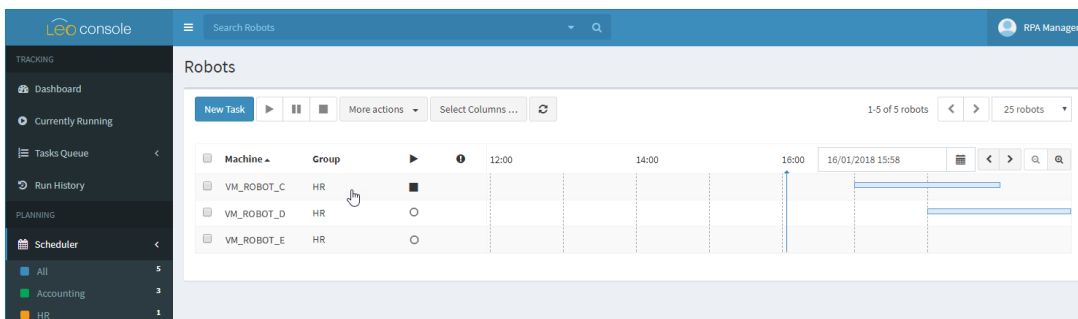 Leo console
Search Robots
RPA Manager
TRACKING
Dashboard
Currently Running
Tasks Queue
Run History
PLANNING
Scheduler
All 5
Accounting 3
HR 1
Robots
New Task More actions Select Columns ... 1-5 of 5 robots 25 robots
Machine Group 12:00 14:00 16:00 16/01/2018 15:58
VM_ROBOT_C HR
VM_ROBOT_D HR
VM_ROBOT_E HR